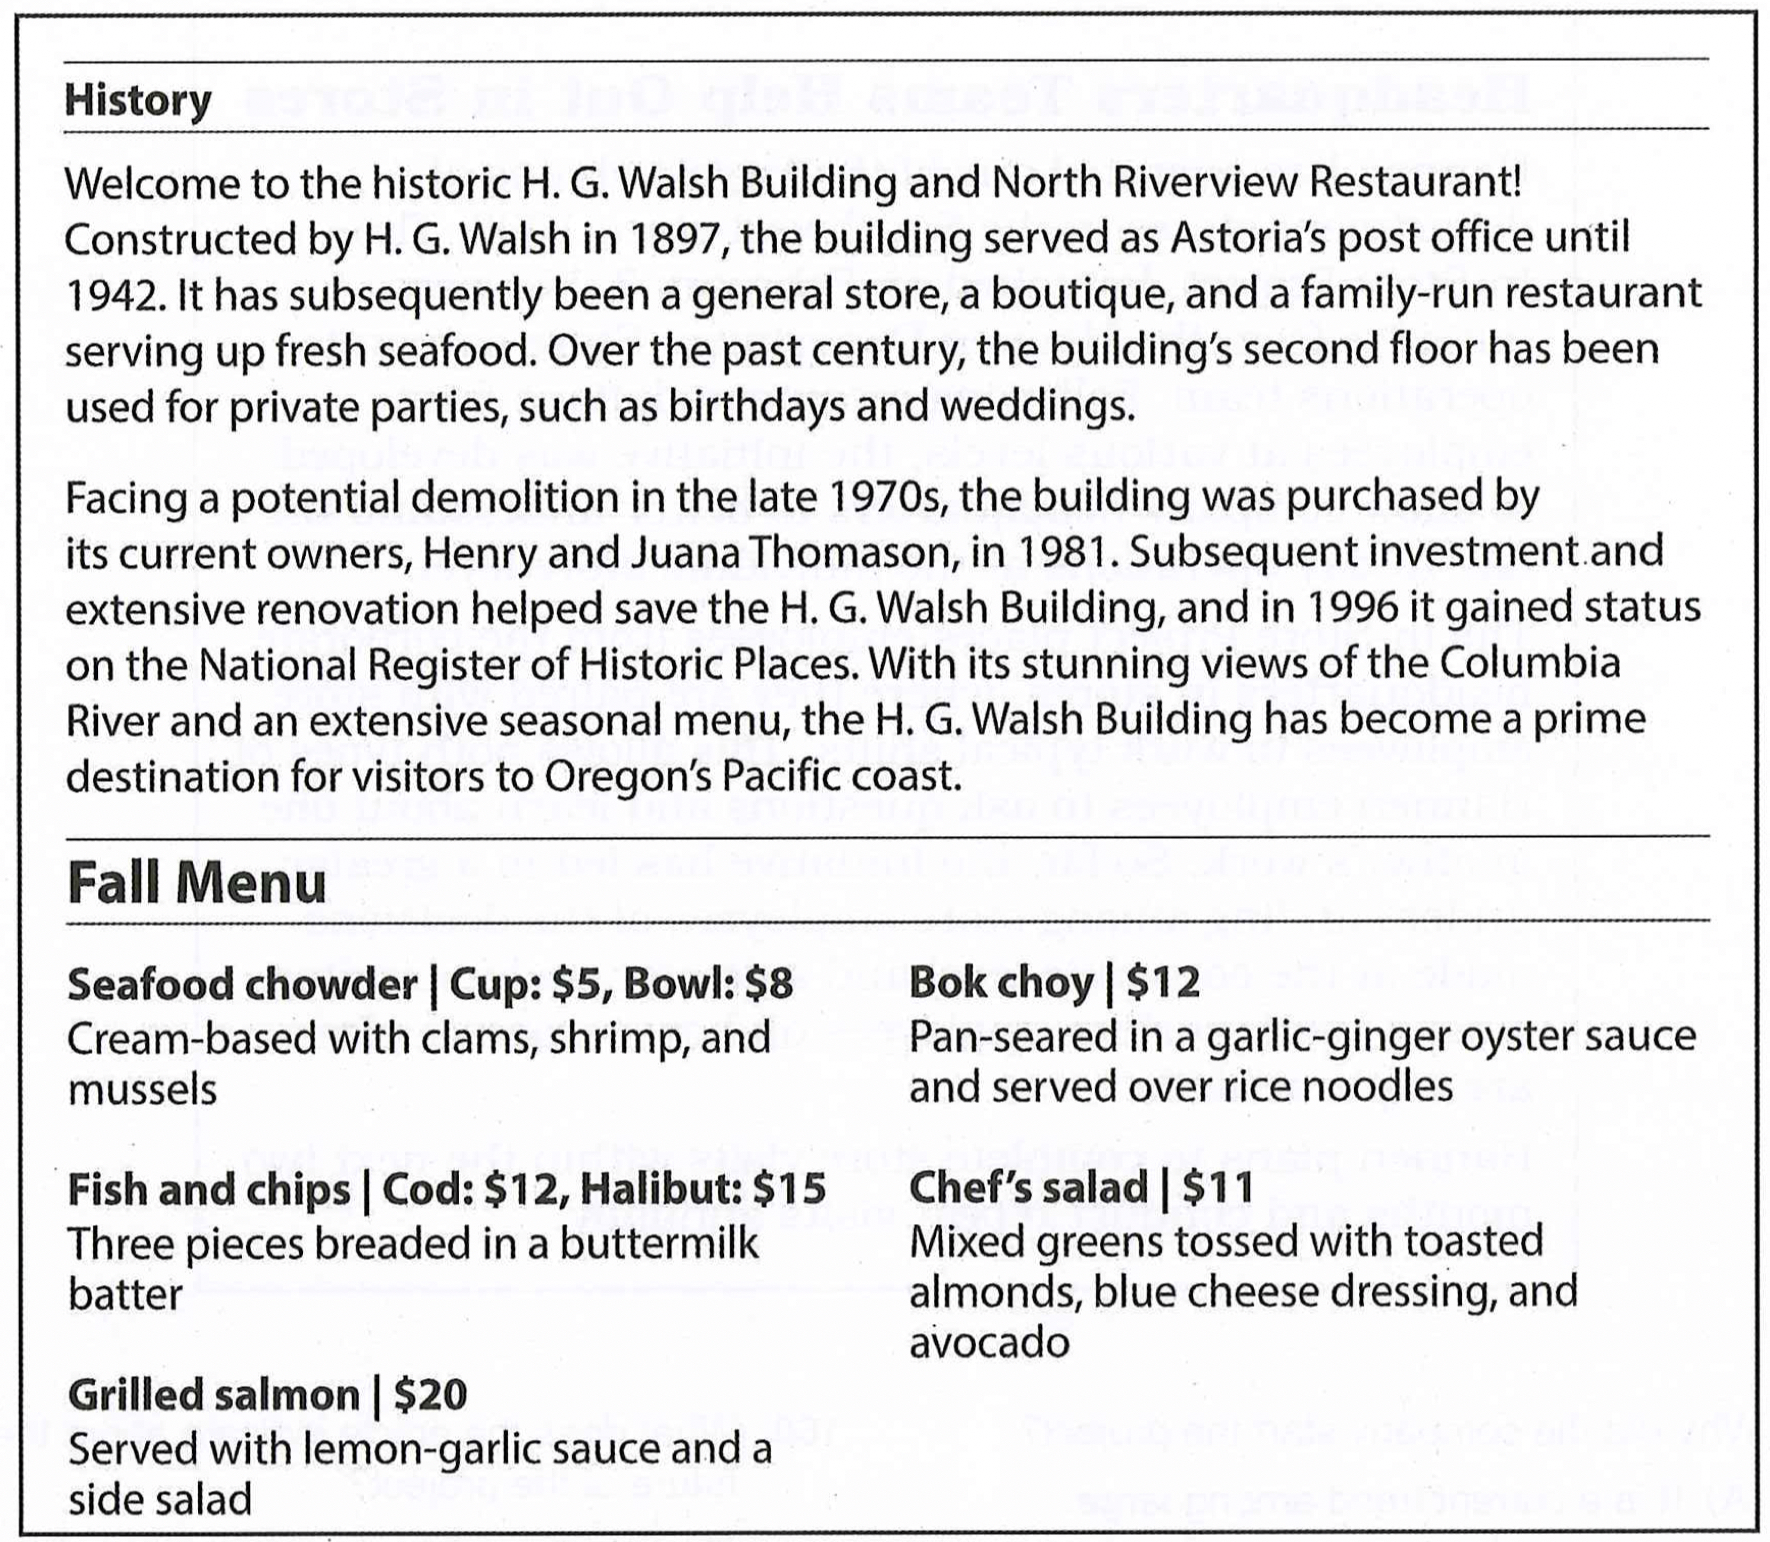 History
Welcome to the historic H. G. Walsh Building and North Riverview Restaurant!
Constructed by H. G. Walsh in 1897, the building served as Astoria's post office until
1942. It has subsequently been a general store, a boutique, and a family-run restaurant
serving up fresh seafood. Over the past century, the building's second floor has been
used for private parties, such as birthdays and weddings.
Facing a potential demolition in the late 1970s, the building was purchased by
its current owners, Henry and Juana Thomason, in 1981. Subsequent investment and
extensive renovation helped save the H. G. Walsh Building, and in 1996 it gained status
on the National Register of Historic Places. With its stunning views of the Columbia
River and an extensive seasonal menu, the H. G. Walsh Building has become a prime
destination for visitors to Oregon's Pacific coast.
Fall Menu
Seafood chowder | Cup: $5, Bowl: $8
Cream-based with clams, shrimp, and
mussels
Fish and chips | Cod: $12, Halibut: $15
Three pieces breaded in a buttermilk
batter
Grilled salmon | $20
Served with lemon-garlic sauce and a
side salad
Bok choy | $12
Pan-seared in a garlic-ginger oyster sauce
and served over rice noodles
Chef's salad | $11
Mixed greens tossed with toasted
almonds, blue cheese dressing, and
avocado